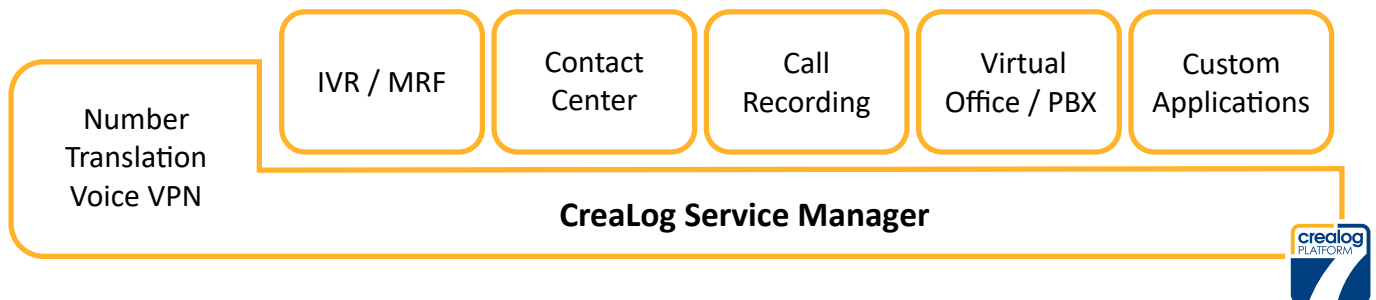 IVR / MRF
Contact
Center
Call
Recording
Virtual
Office / PBX
Custom
Applications
Number
Translation
Voice VPN
CreaLog Service Manager
crealog
PLATFORM
7